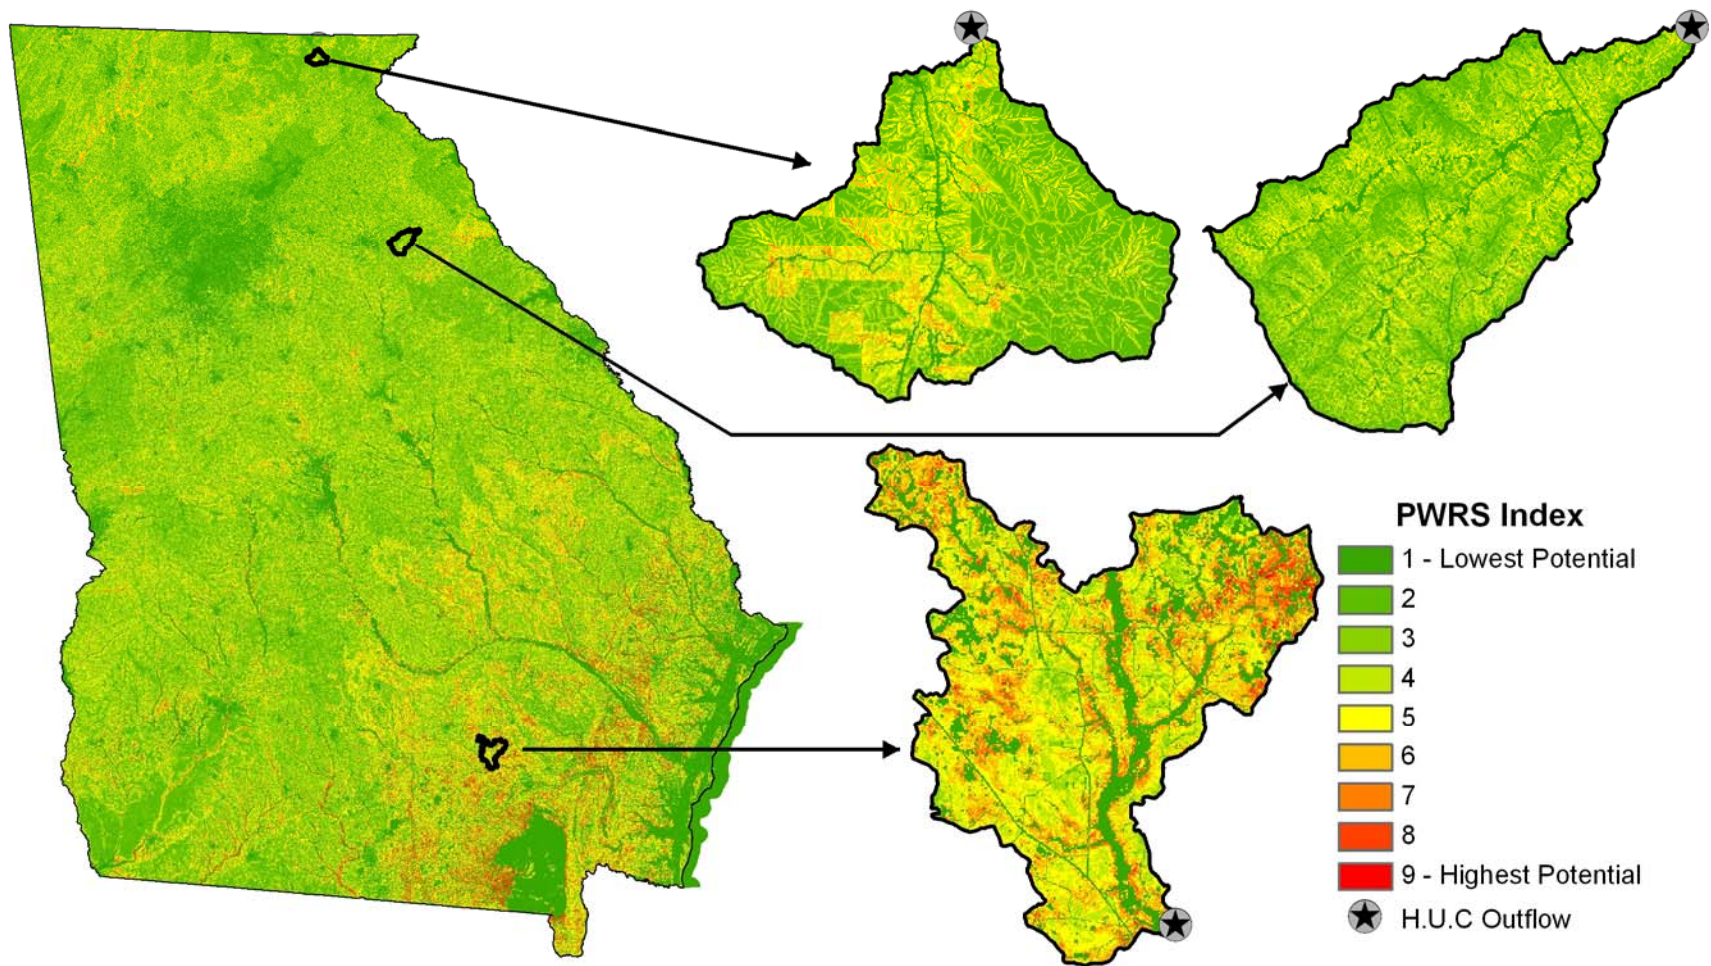 PWRS Index
1 - Lowest Potential
2
3
4
5
6
7
8
9 - Highest Potential
H.U.C Outflow